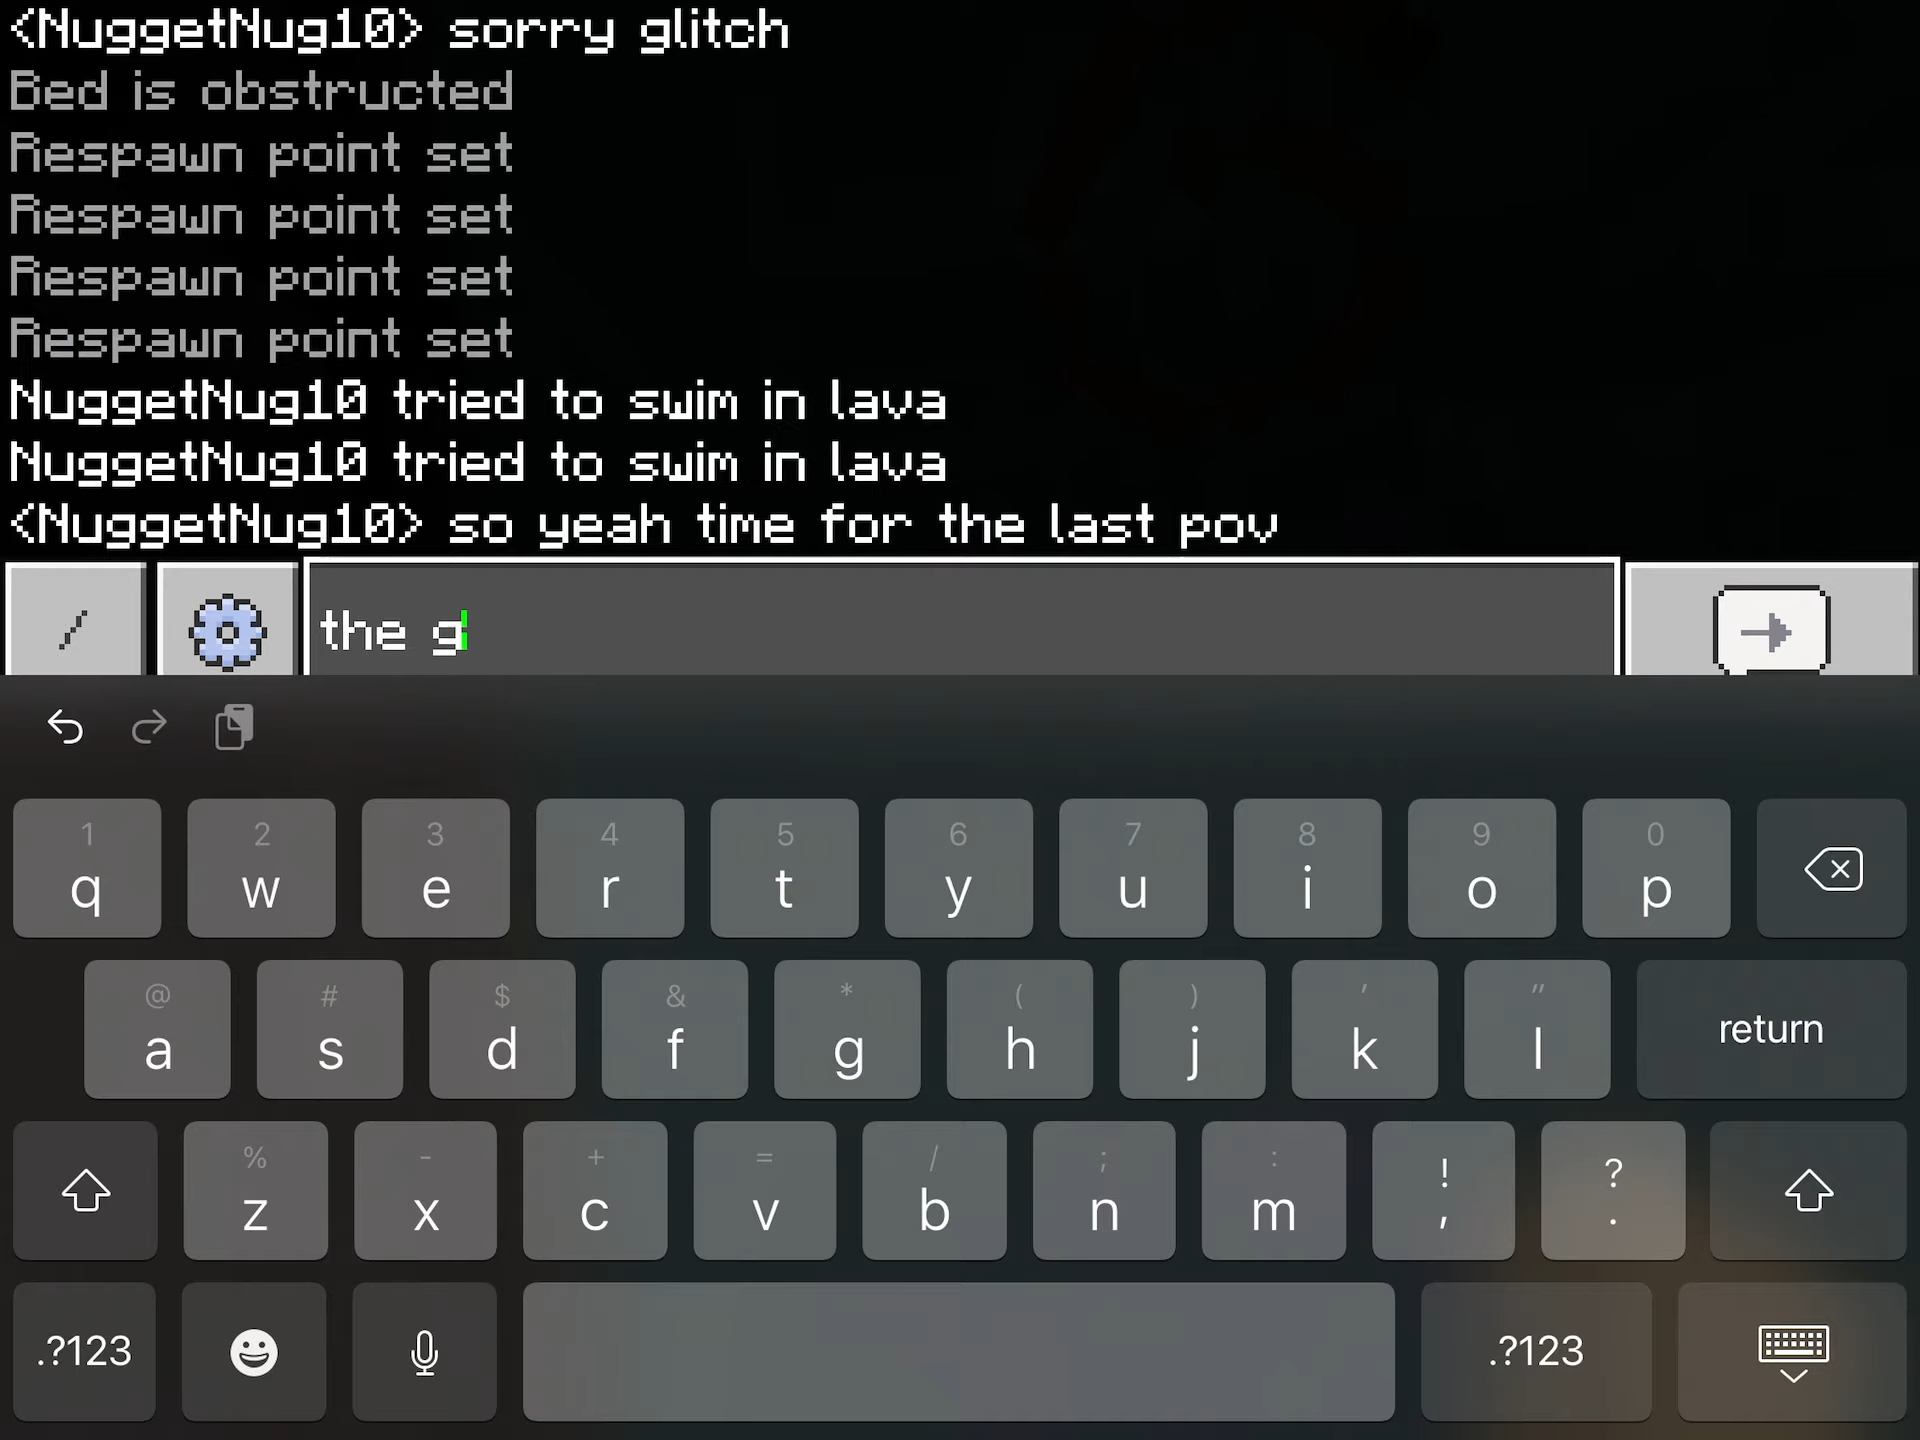 <NuggetNug10> sorry glitch
Bed is obstructed
Respawn point set
Respawn point set
Respawn point set
Respawn point set
NuggetNug10 tried to swim in lava
NuggetNug10 tried to swim in lava
<NuggetNug10> so yeah time for the last pov
/ the g
1 2 3 4 5 6 7 8 9 0
q w e r t y u i o p
@ # $ & * ( ) ' "
a s d f g h j k l return
% - + = / ; : ! ?
z x c v b n m , .
.?123 .?123